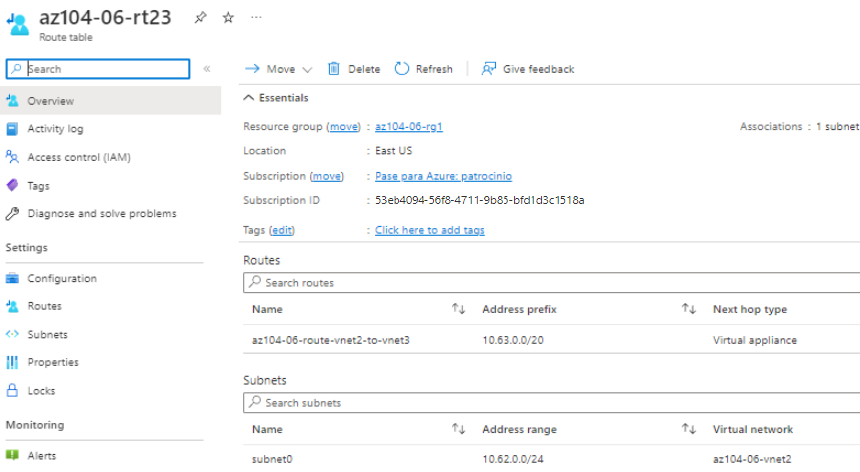 az104-06-rt23 ...
Route table
Search «
Move Delete Refresh Give feedback
Overview
Activity log
Access control (IAM)
Tags
Diagnose and solve problems
Settings
Configuration
Routes
Subnets
Properties
Locks
Monitoring
Alerts
Essentials
Resource group (move) : az104-06-rg1
Associations : 1 subnet
Location : East US
Subscription (move) : Pase para Azure: patrocinio
Subscription ID : 53eb4094-56f8-4711-9b85-bfd1d3c1518a
Tags (edit) : Click here to add tags
Routes
Search routes
Name Address prefix Next hop type
az104-06-route-vnet2-to-vnet3 10.63.0.0/20 Virtual appliance
Subnets
Search subnets
Name Address range Virtual network
subnet0 10.62.0.0/24 az104-06-vnet2